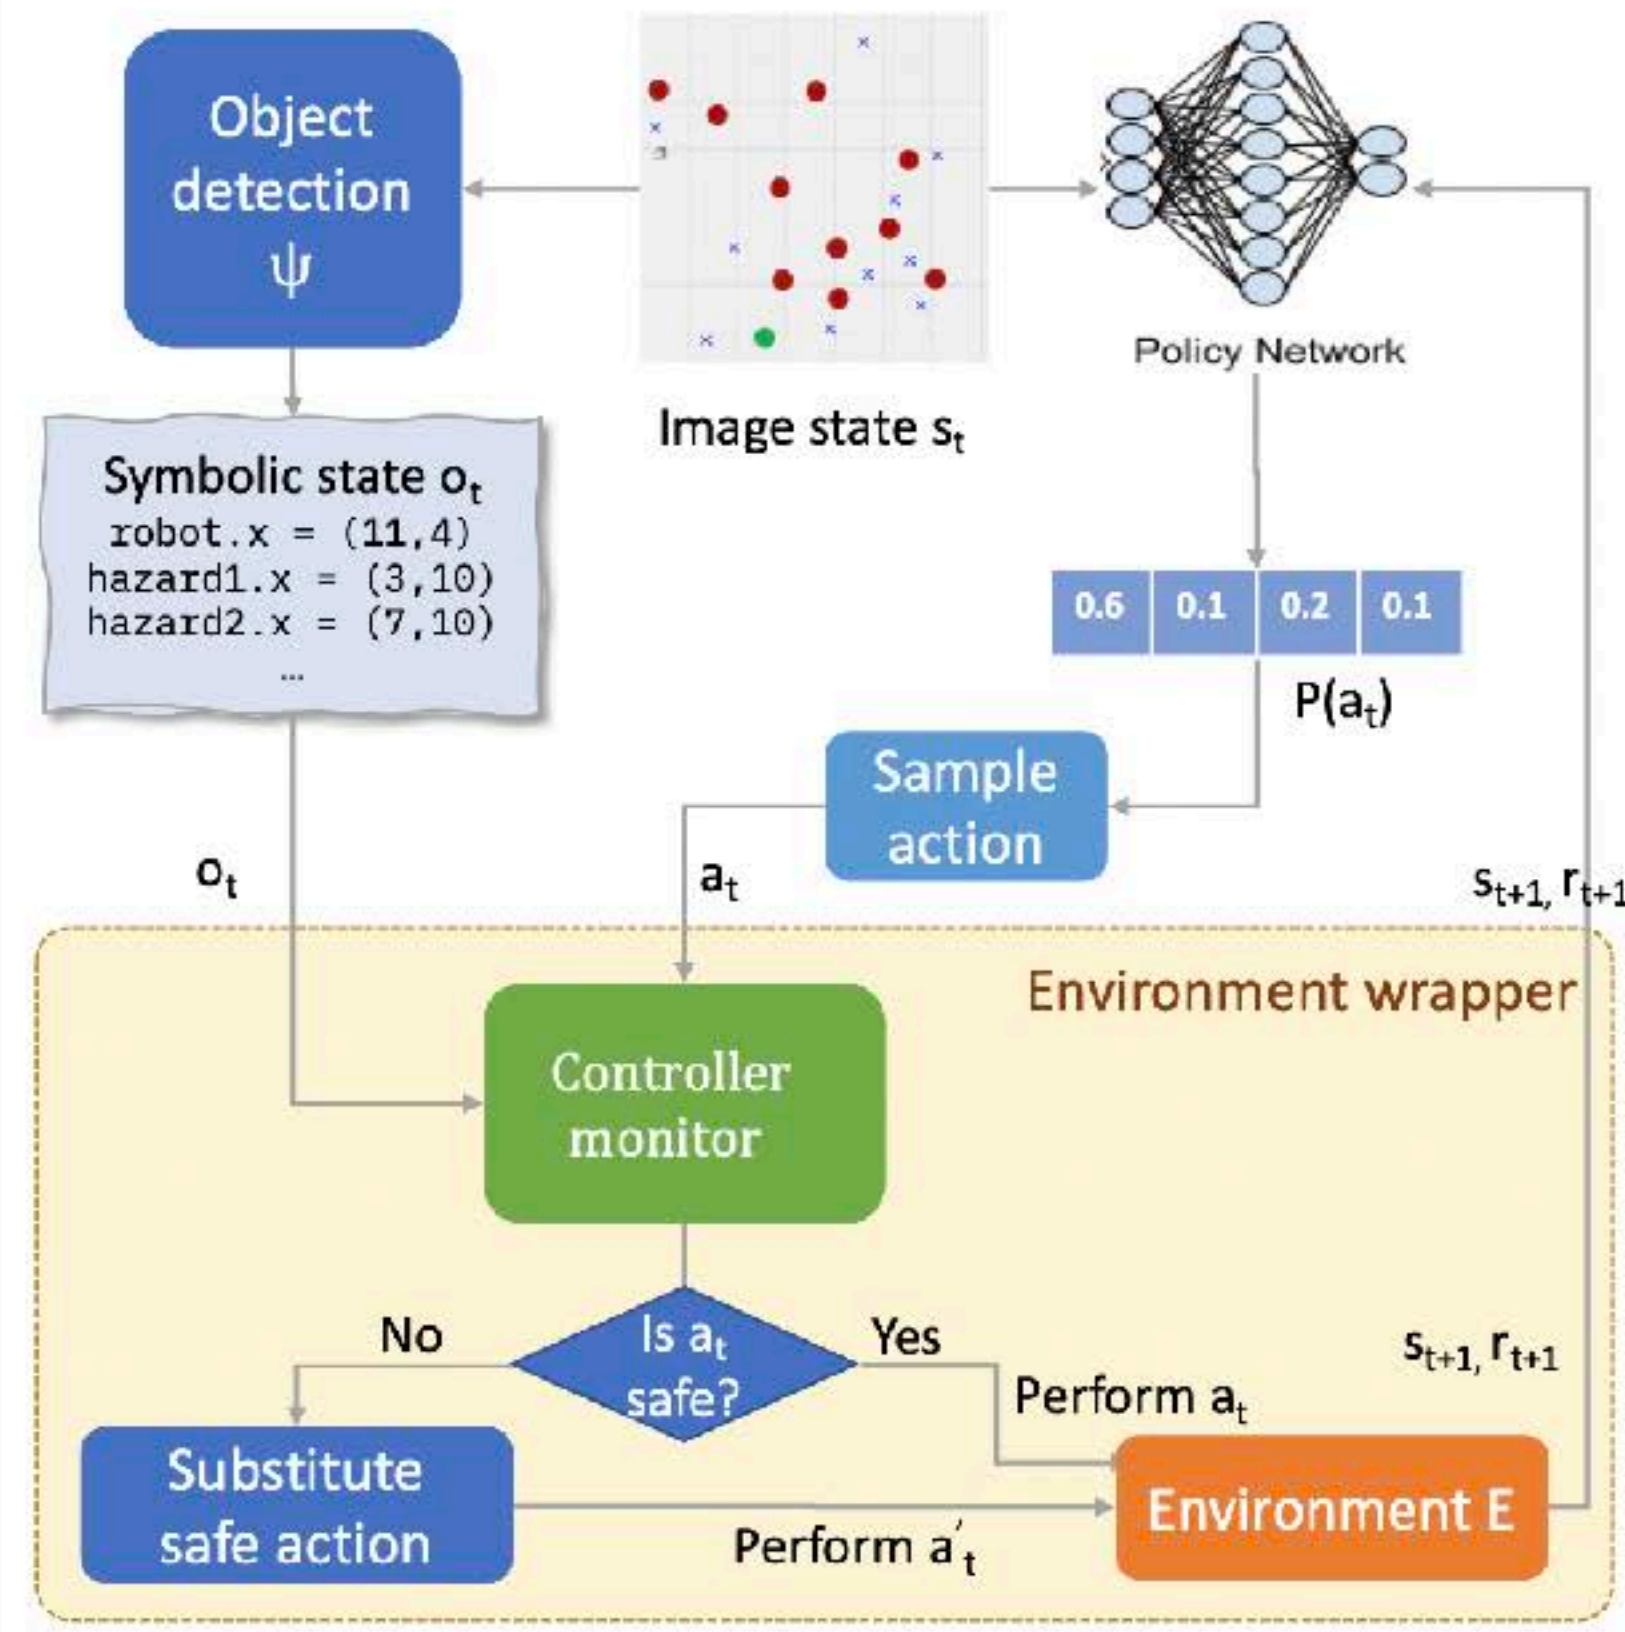 Object
detection
ψ
Image state sₜ
Policy Network
Symbolic state oₜ
robot.x = (11,4)
hazard1.x = (3,10)
hazard2.x = (7,10)
...
0.6 0.1 0.2 0.1
P(aₜ)
Sample
action
oₜ
aₜ
sₜ₊₁, rₜ₊₁
Environment wrapper
Controller
monitor
Is aₜ
safe?
No
Yes
sₜ₊₁, rₜ₊₁
Perform aₜ
Substitute
safe action
Perform a′ₜ
Environment E